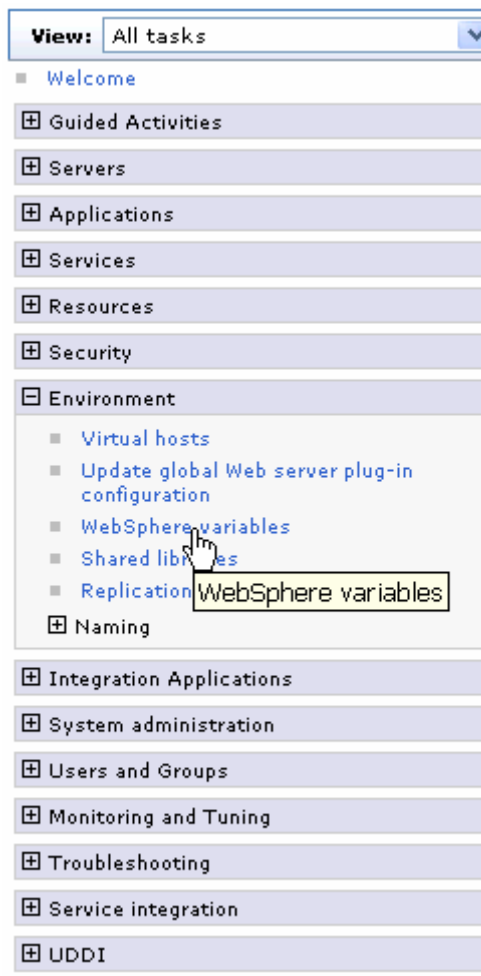 View: All tasks
Welcome
Guided Activities
Servers
Applications
Services
Resources
Security
Environment
Virtual hosts
Update global Web server plug-in
configuration
WebSphere variables
Shared libraries
Replication
WebSphere variables
Naming
Integration Applications
System administration
Users and Groups
Monitoring and Tuning
Troubleshooting
Service integration
UDDI